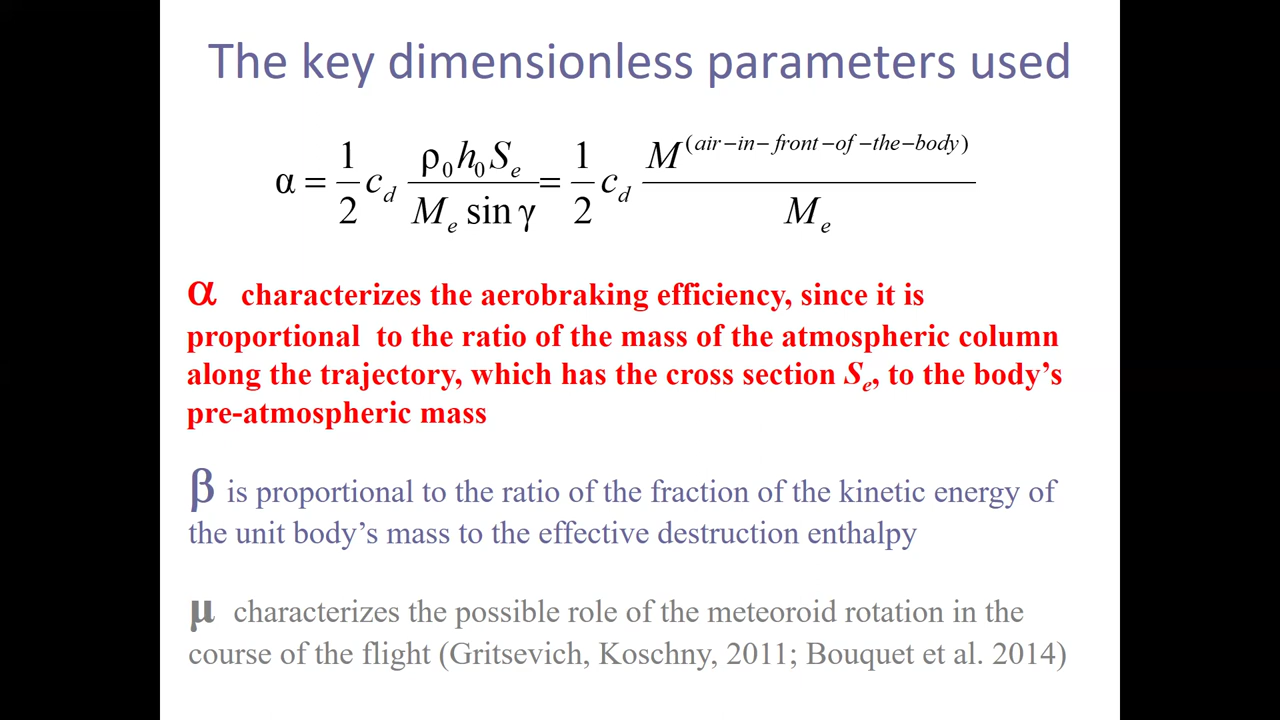 The key dimensionless parameters used
α = 1/2 c_d (ρ_0 h_0 S_e)/(M_e sin γ) = 1/2 c_d M^(air−in−front−of−the−body)/M_e
α characterizes the aerobraking efficiency, since it is
proportional to the ratio of the mass of the atmospheric column
along the trajectory, which has the cross section S_e, to the body's
pre-atmospheric mass
β is proportional to the ratio of the fraction of the kinetic energy of
the unit body's mass to the effective destruction enthalpy
μ characterizes the possible role of the meteoroid rotation in the
course of the flight (Gritsevich, Koschny, 2011; Bouquet et al. 2014)